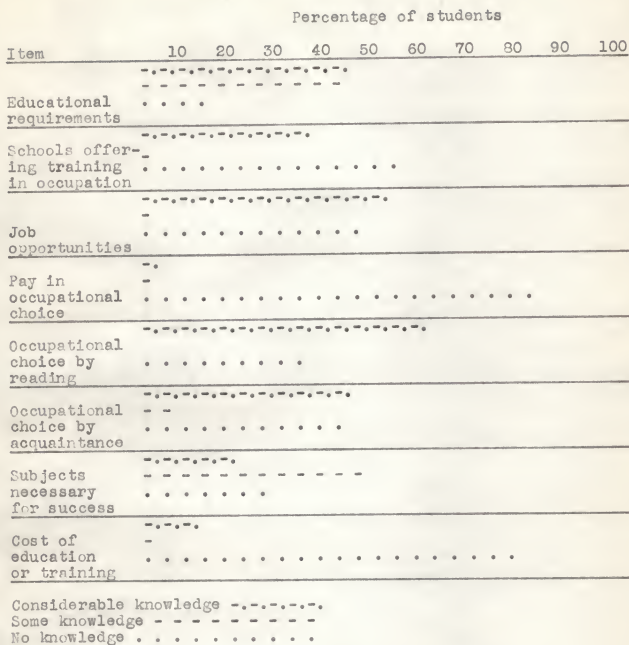 Percentage of students
Item 10 20 30 40 50 60 70 80 90 100
Educational
requirements
Schools offer-
ing training
in occupation
Job
opportunities
Pay in
occupational
choice
Occupational
choice by
reading
Occupational
choice by
acquaintance
Subjects
necessary
for success
Cost of
education
or training
Considerable knowledge -.-.-.-.-.
Some knowledge - - - - - - - - -
No knowledge . . . . . . . . . .